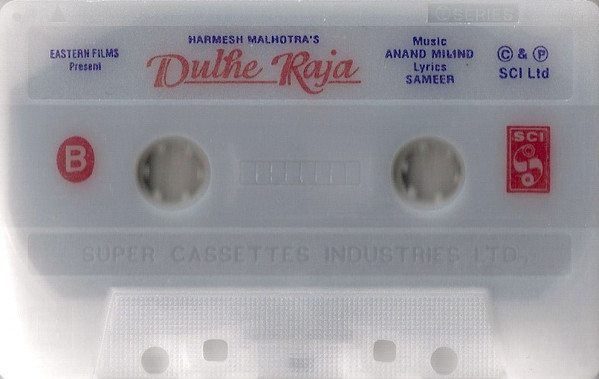 © SERIES
EASTERN FILMS
Present
HARMESH MALHOTRA'S
Dulhe Raja
Music
ANAND MILIND
Lyrics
SAMEER
© & ℗
SCI Ltd
B
SCI
SUPER CASSETTES INDUSTRIES LTD.